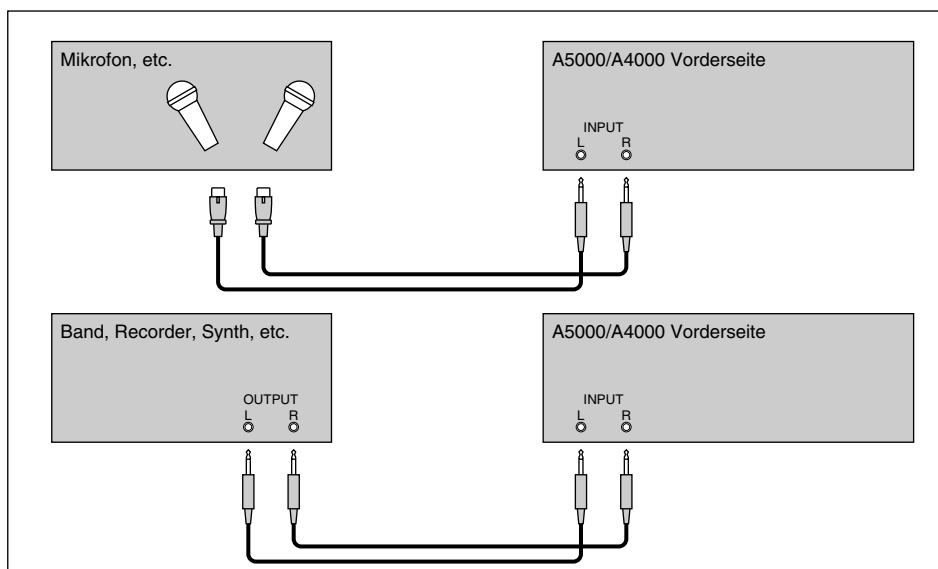 Mikrofon, etc.
A5000/A4000 Vorderseite
INPUT
L R
Band, Recorder, Synth, etc.
A5000/A4000 Vorderseite
OUTPUT
L R
INPUT
L R